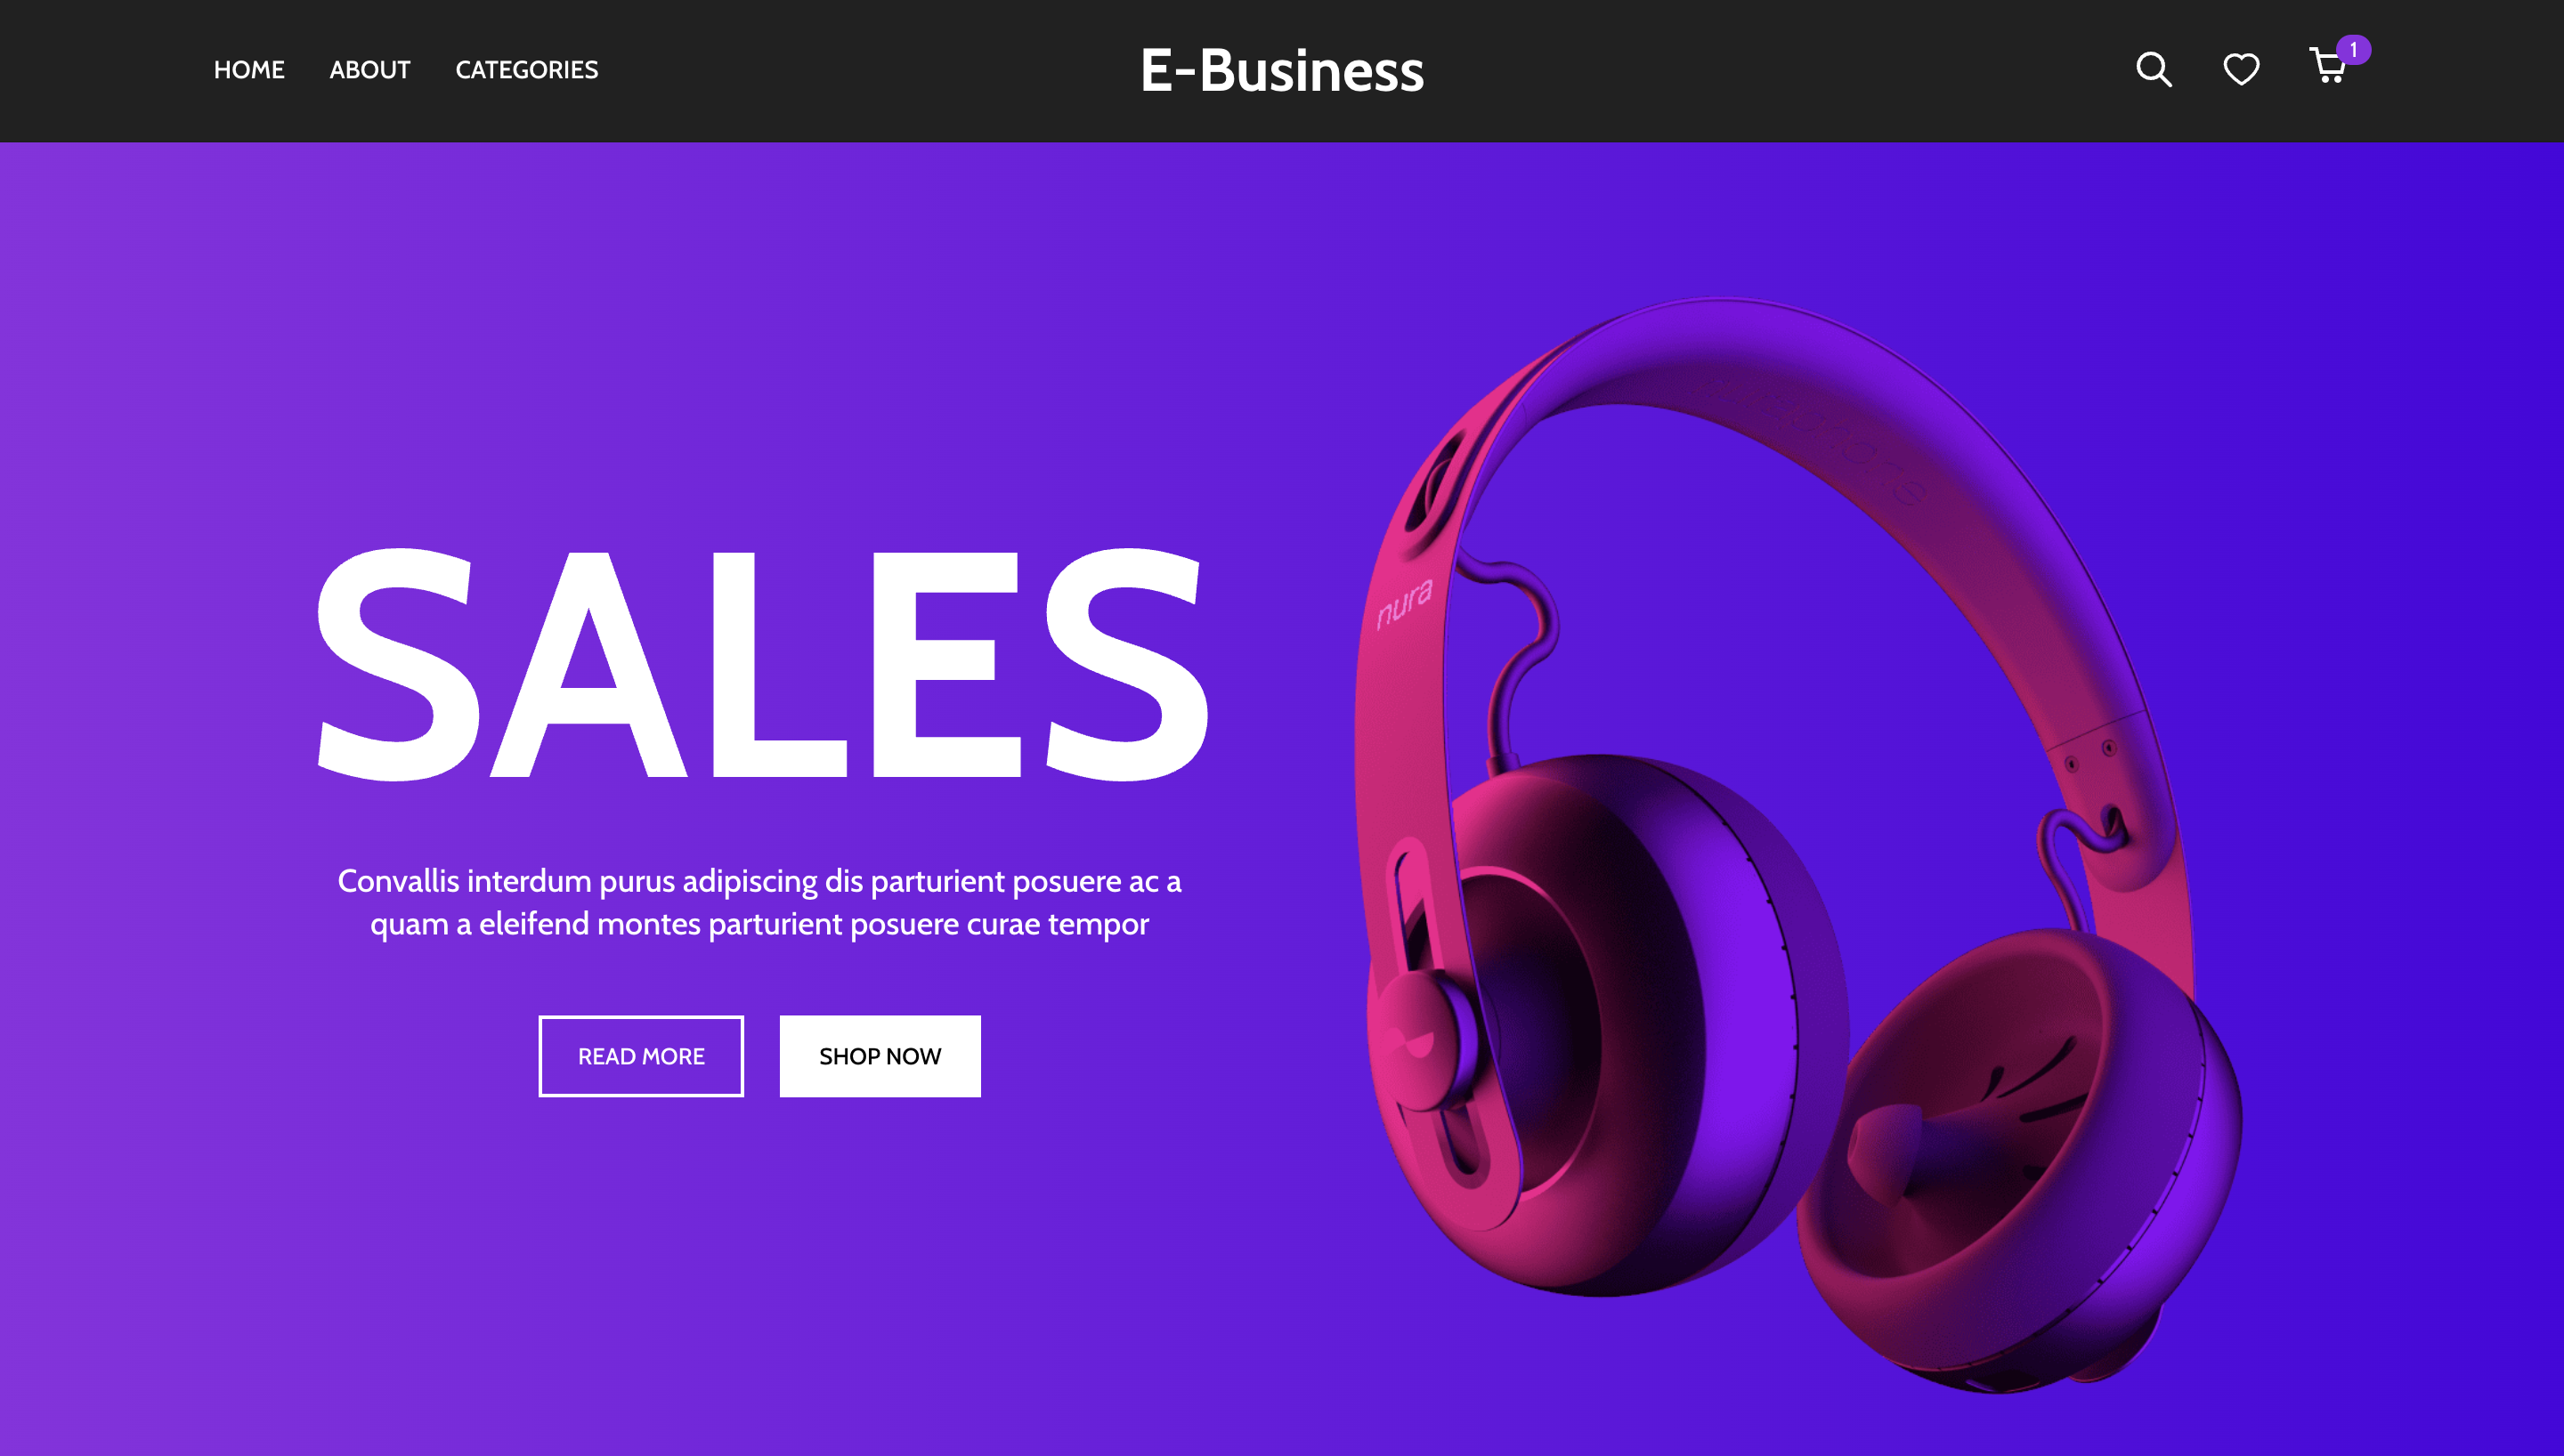 HOME ABOUT CATEGORIES E-Business 1
SALES
nura
Convallis interdum purus adipiscing dis parturient posuere ac a
quam a eleifend montes parturient posuere curae tempor
READ MORE SHOP NOW